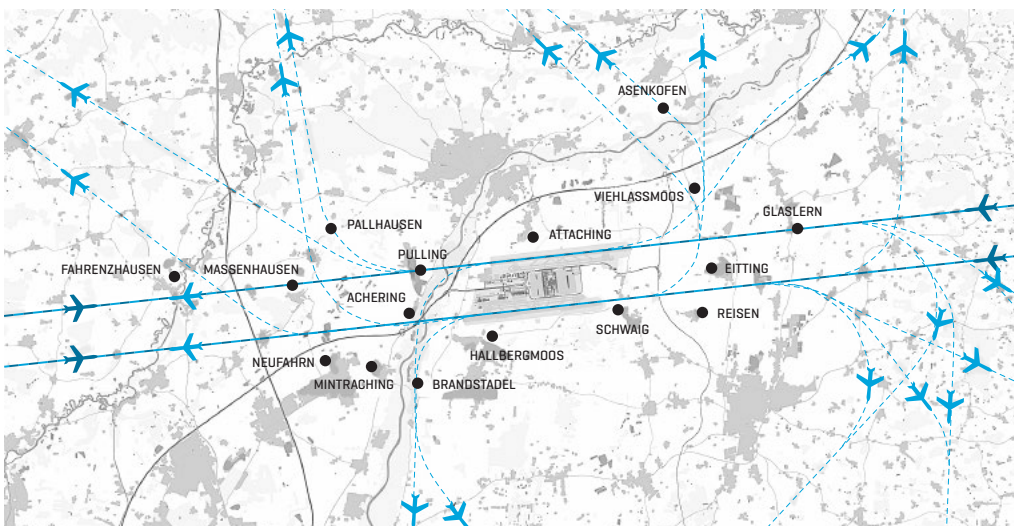 ASENKOFEN
VIEHLASSMOOS
GLASLERN
PALLHAUSEN
ATTACHING
PULLING
FAHRENZHAUSEN
MASSENHAUSEN
EITTING
ACHERING
REISEN
SCHWAIG
HALLBERGMOOS
NEUFAHRN
MINTRACHING
BRANDSTADEL